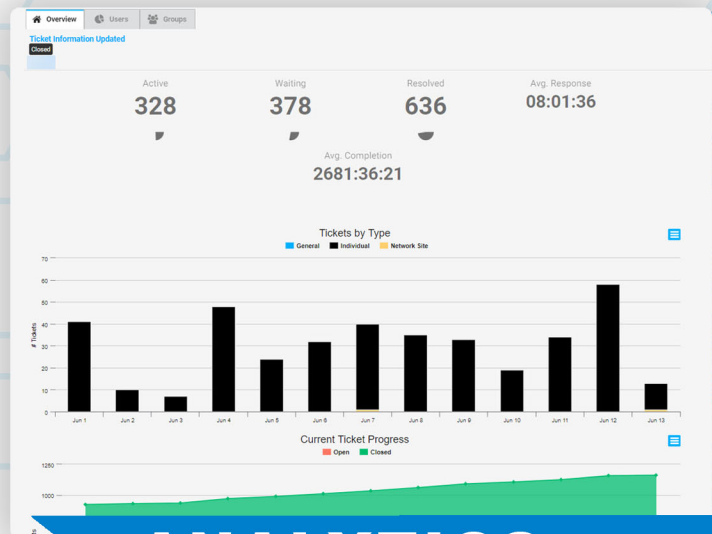 Overview Users Groups
Ticket Information Updated
Closed
Active Waiting Resolved Avg. Response
328 378 636 08:01:36
Avg. Completion
2681:36:21
Tickets by Type
General Individual Network Site
70
60
50
40
30
20
10
0
# Tickets
Jun 1 Jun 2 Jun 3 Jun 4 Jun 5 Jun 6 Jun 7 Jun 8 Jun 9 Jun 10 Jun 11 Jun 12 Jun 13
Current Ticket Progress
Open Closed
1250
1000